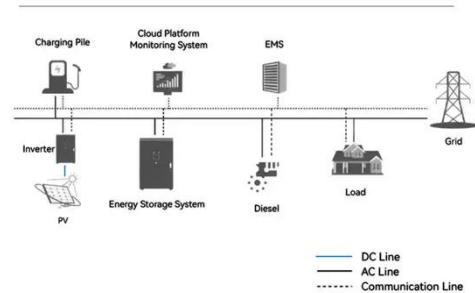 Charging Pile
Cloud Platform
Monitoring System
EMS
Grid
Inverter
PV
Energy Storage System
Diesel
Load
DC Line
AC Line
Communication Line